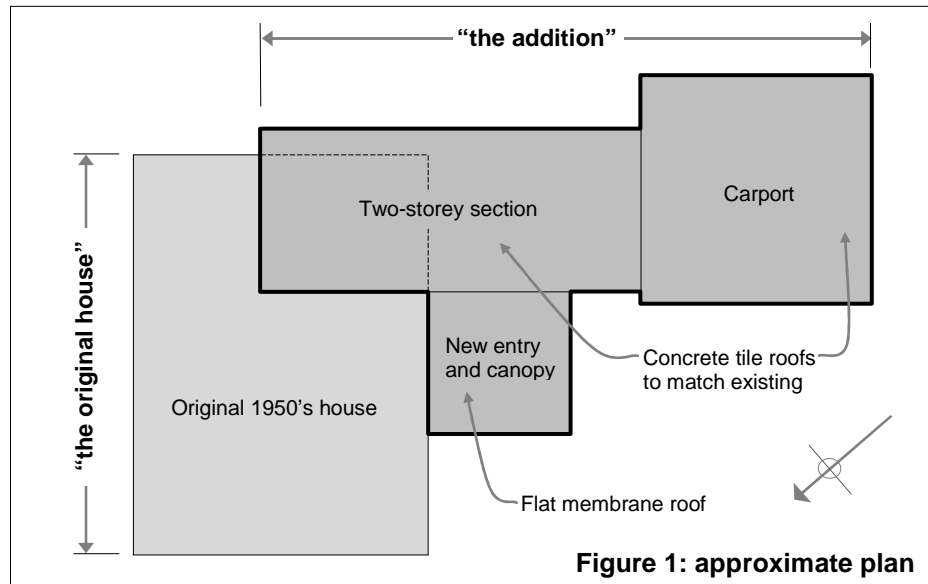 “the addition”
Two-storey section
Carport
“the original house”
New entry
and canopy
Concrete tile roofs
to match existing
Original 1950’s house
Flat membrane roof
Figure 1: approximate plan